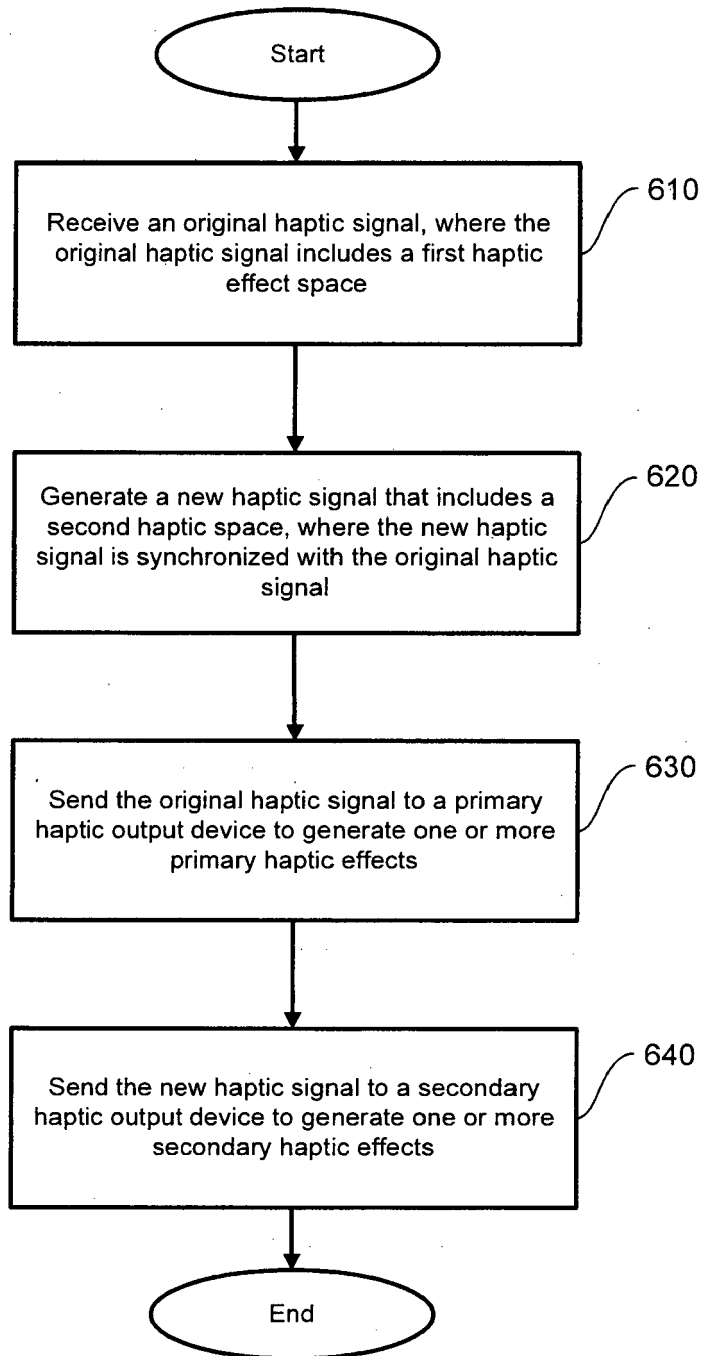 Start
610
Receive an original haptic signal, where the
original haptic signal includes a first haptic
effect space
620
Generate a new haptic signal that includes a
second haptic space, where the new haptic
signal is synchronized with the original haptic
signal
630
Send the original haptic signal to a primary
haptic output device to generate one or more
primary haptic effects
640
Send the new haptic signal to a secondary
haptic output device to generate one or more
secondary haptic effects
End